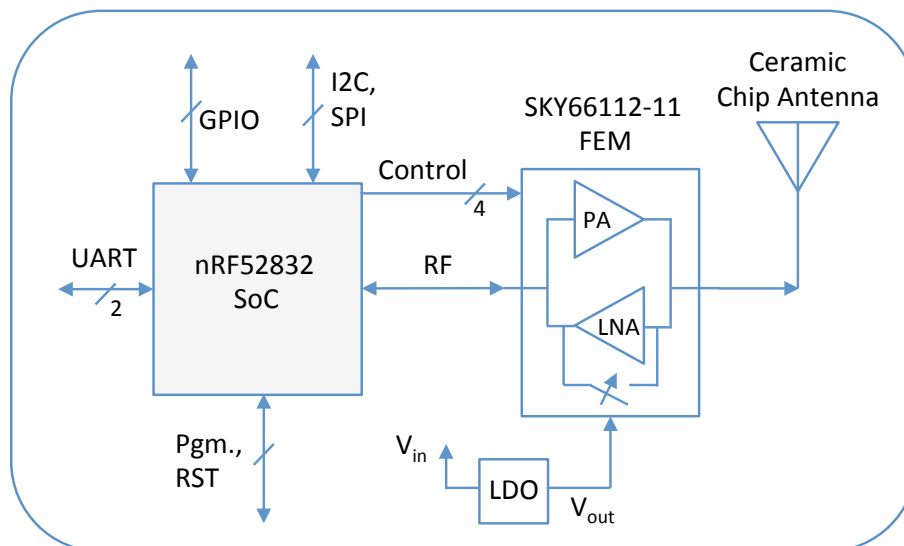 I2C,
SPI
GPIO
Ceramic
Chip Antenna
SKY66112-11
FEM
Control
4
PA
UART
2
nRF52832
SoC
RF
LNA
Pgm.,
RST
Vin
LDO
Vout